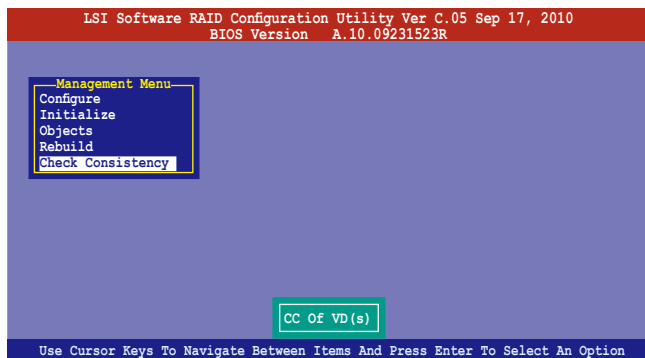 LSI Software RAID Configuration Utility Ver C.05 Sep 17, 2010
BIOS Version A.10.09231523R
Management Menu
Configure
Initialize
Objects
Rebuild
Check Consistency
CC Of VD(s)
Use Cursor Keys To Navigate Between Items And Press Enter To Select An Option